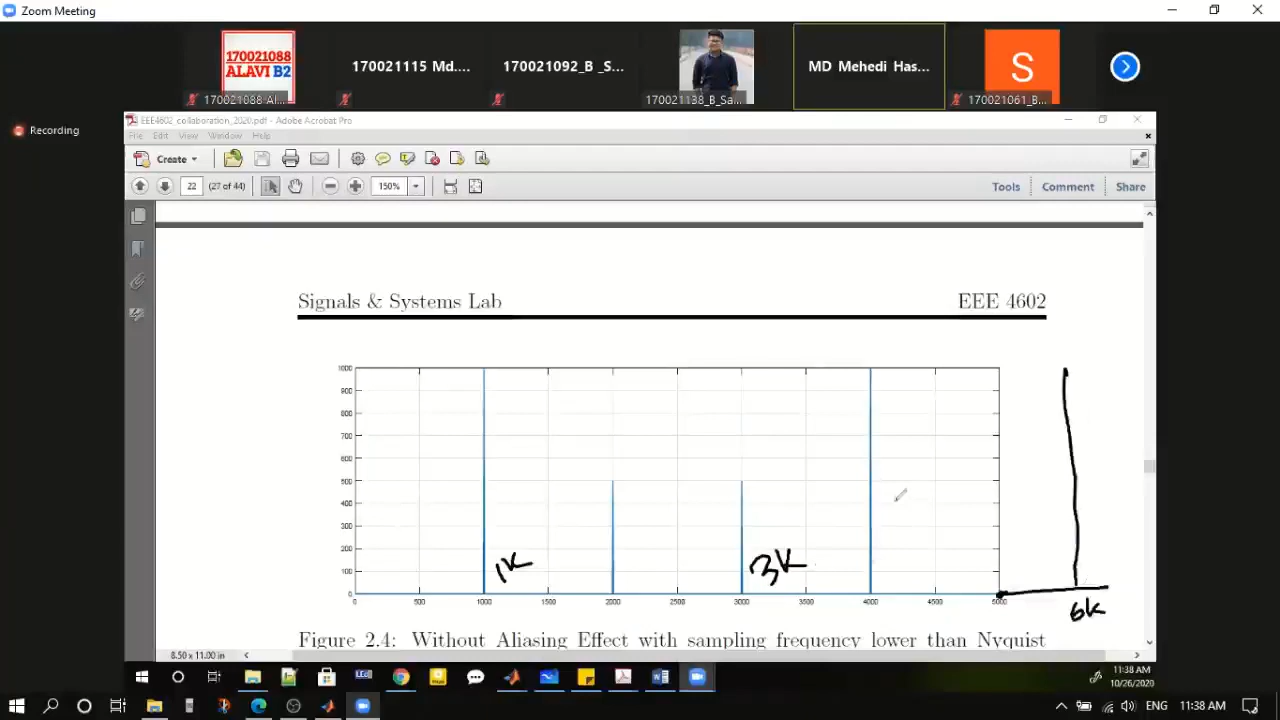 Zoom Meeting
170021088
ALAVI B2
170021088 Al...
170021115 Md....
170021092_B _S...
170021138_B_Sa...
MD Mehedi Has...
S
170021061_B...
Recording
EEE4602_collaboration_2020.pdf - Adobe Acrobat Pro
File Edit View Window Help
Create
22 (27 of 44) 150% Tools Comment Share
Signals & Systems Lab EEE 4602
1000
900
800
700
600
500
400
300
200
100
0
1K 3K
0 500 1000 1500 2000 2500 3000 3500 4000 4500 5000
6K
Figure 2.4: Without Aliasing Effect with sampling frequency lower than Nyquist
8.50 x 11.00 in
11:38 AM
10/26/2020
ENG 11:38 AM